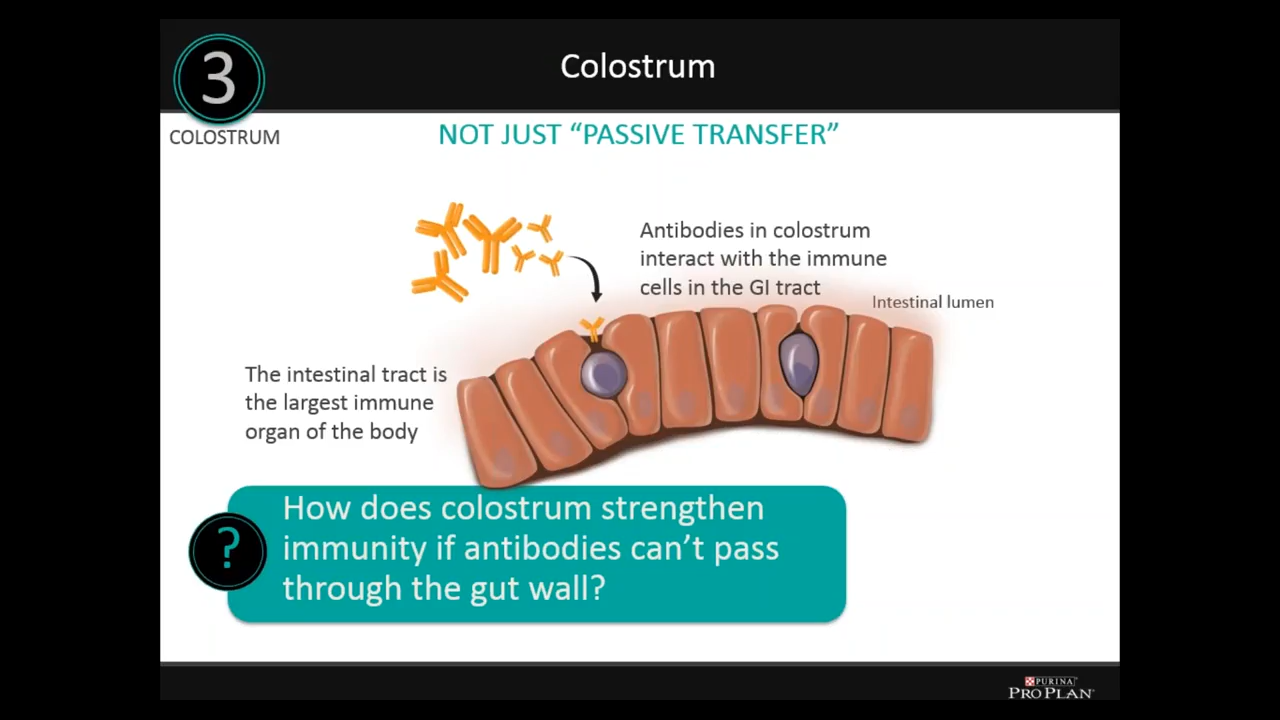 3
Colostrum
COLOSTRUM
NOT JUST “PASSIVE TRANSFER”
Antibodies in colostrum
interact with the immune
cells in the GI tract
Intestinal lumen
The intestinal tract is
the largest immune
organ of the body
?
How does colostrum strengthen
immunity if antibodies can’t pass
through the gut wall?
PURINA
PRO PLAN